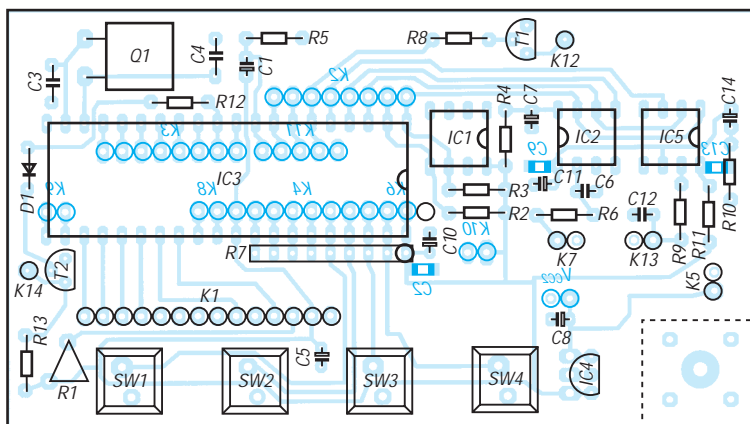 Q1
C4
R5
R8
T1
K12
C3
C1
K2
R12
R4
C7
C14
K3
K11
IC1
IC2
IC5
IC3
C9
C13
D1
K9
K8
K4
K6
R3
C11
C6
R10
R2
R6
C12
R9
R11
R7
C10
K10
K7
K13
K14
T2
C2
VCC2
K5
K1
R13
C8
C5
R1
SW1
SW2
SW3
SW4
IC4